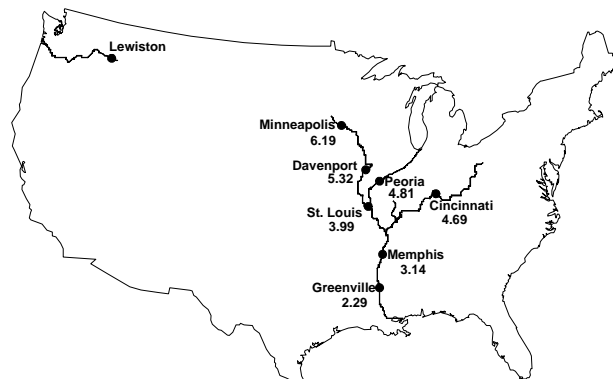 Lewiston
Minneapolis
6.19
Davenport
5.32
Peoria
4.81
St. Louis
3.99
Cincinnati
4.69
Memphis
3.14
Greenville
2.29